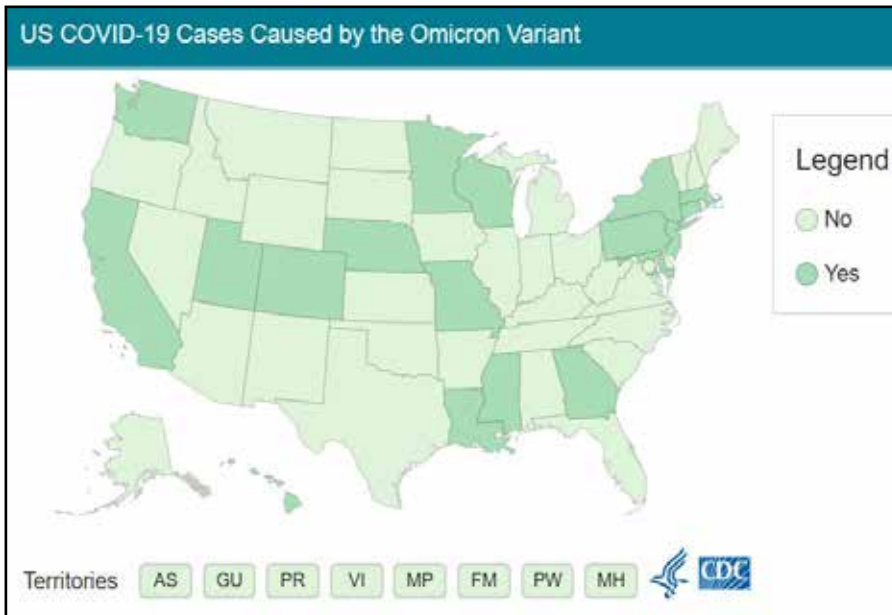 US COVID-19 Cases Caused by the Omicron Variant
Legend
No
Yes
Territories AS GU PR VI MP FM PW MH CDC